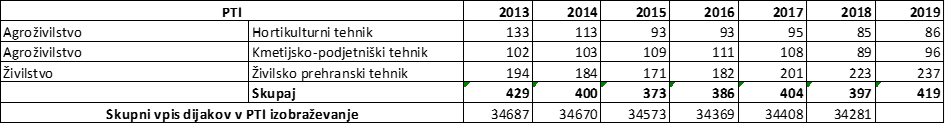 PTI 2013 2014 2015 2016 2017 2018 2019
Agroživilstvo Hortikulturni tehnik 133 113 93 93 95 85 86
Agroživilstvo Kmetijsko-podjetniški tehnik 102 103 109 111 108 89 96
Živilstvo Živilsko prehranski tehnik 194 184 171 182 201 223 237
Skupaj 429 400 373 386 404 397 419
Skupni vpis dijakov v PTI izobraževanje 34687 34670 34573 34369 34408 34281